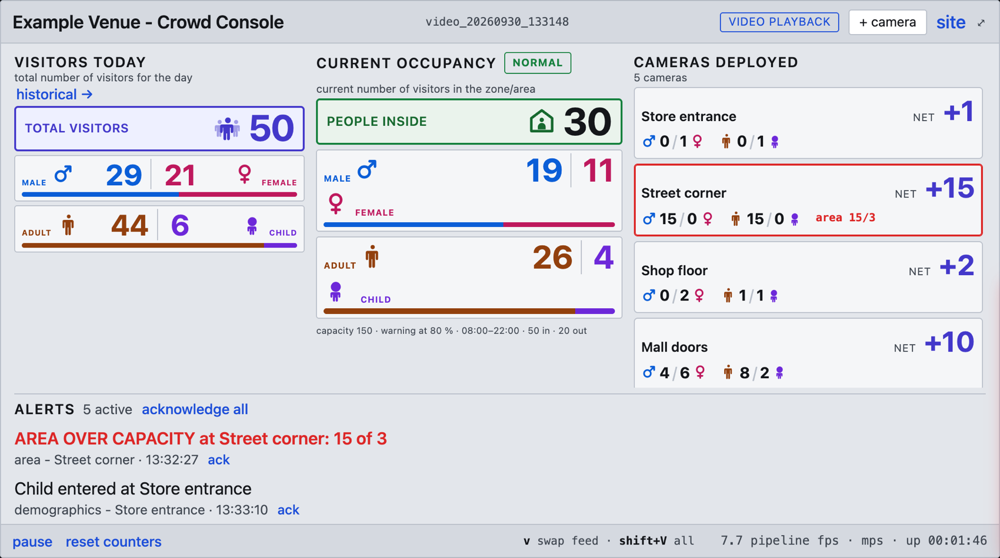 Example Venue - Crowd Console
video_20260930_133148
VIDEO PLAYBACK
+ camera
site
VISITORS TODAY
total number of visitors for the day
historical →
TOTAL VISITORS 50
MALE 29 21 FEMALE
ADULT 44 6 CHILD
CURRENT OCCUPANCY NORMAL
current number of visitors in the zone/area
PEOPLE INSIDE 30
MALE 19 11
FEMALE
ADULT 26 4
CHILD
capacity 150 · warning at 80 % · 08:00–22:00 · 50 in · 20 out
CAMERAS DEPLOYED
5 cameras
Store entrance NET +1
♂ 0/1 ♀ 0/1
Street corner NET +15
♂ 15/0 ♀ 15/0 area 15/3
Shop floor NET +2
♂ 0/2 ♀ 1/1
Mall doors NET +10
♂ 4/6 ♀ 8/2
ALERTS 5 active acknowledge all
AREA OVER CAPACITY at Street corner: 15 of 3
area - Street corner · 13:32:27 ack
Child entered at Store entrance
demographics - Store entrance · 13:33:10 ack
pause reset counters
v swap feed · shift+V all
7.7 pipeline fps · mps · up 00:01:46